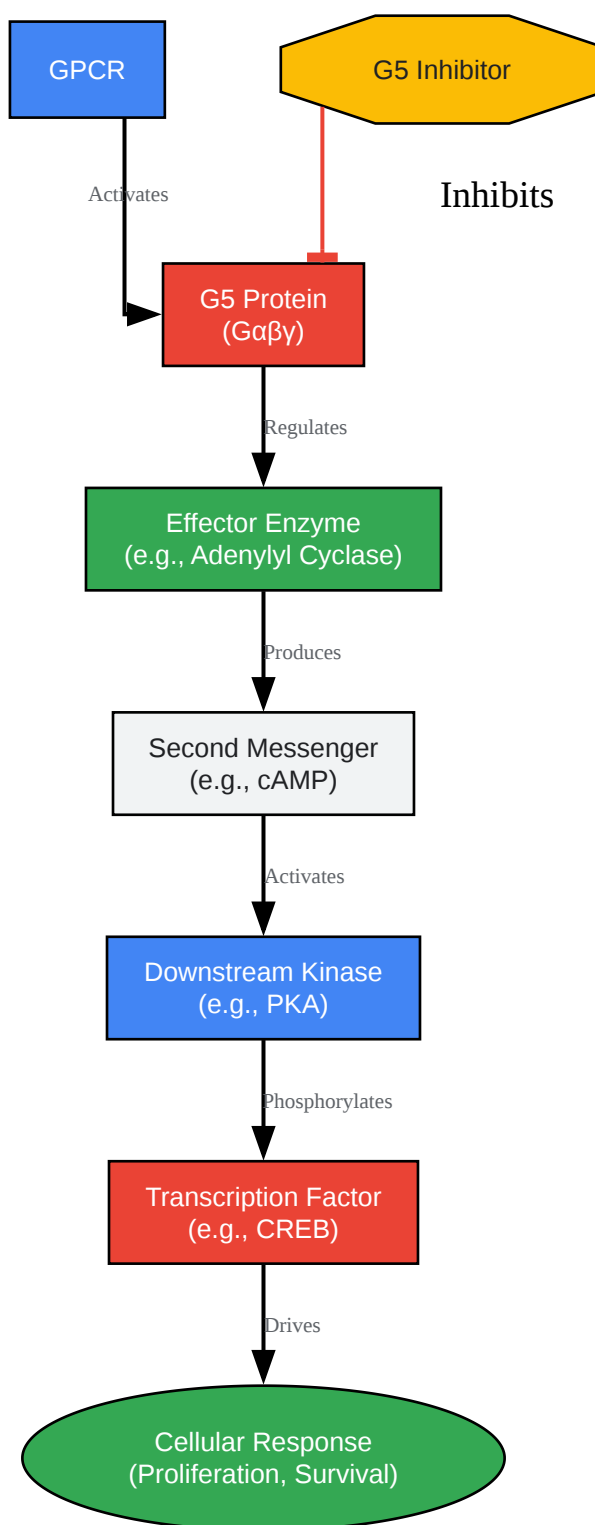 GPCR
G5 Inhibitor
Activates
Inhibits
G5 Protein
(Gαβγ)
Regulates
Effector Enzyme
(e.g., Adenylyl Cyclase)
Produces
Second Messenger
(e.g., cAMP)
Activates
Downstream Kinase
(e.g., PKA)
Phosphorylates
Transcription Factor
(e.g., CREB)
Drives
Cellular Response
(Proliferation, Survival)